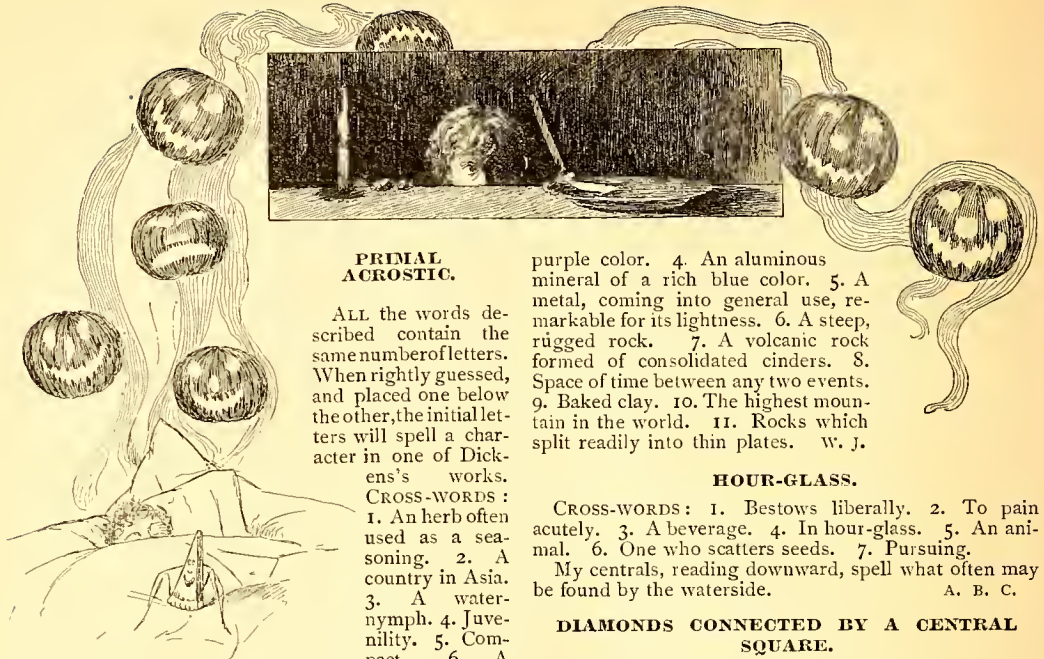 PRIMAL
ACROSTIC.
ALL the words de-
scribed contain the
same number of letters.
When rightly guessed,
and placed one below
the other, the initial let-
ters will spell a char-
acter in one of Dick-
ens's works.
CROSS-WORDS :
1. An herb often
used as a sea-
soning. 2. A
country in Asia.
3. A water-
nymph. 4. Juve-
nility. 5. Com-
pact. 6. A
purple color. 4. An aluminous
mineral of a rich blue color. 5. A
metal, coming into general use, re-
markable for its lightness. 6. A steep,
rugged rock. 7. A volcanic rock
formed of consolidated cinders. 8.
Space of time between any two events.
9. Baked clay. 10. The highest moun-
tain in the world. 11. Rocks which
split readily into thin plates. W. J.
HOUR-GLASS.
CROSS-WORDS : 1. Bestows liberally. 2. To pain
acutely. 3. A beverage. 4. In hour-glass. 5. An ani-
mal. 6. One who scatters seeds. 7. Pursuing.
My centrals, reading downward, spell what often may
be found by the waterside. A. B. C.
DIAMONDS CONNECTED BY A CENTRAL
SQUARE.